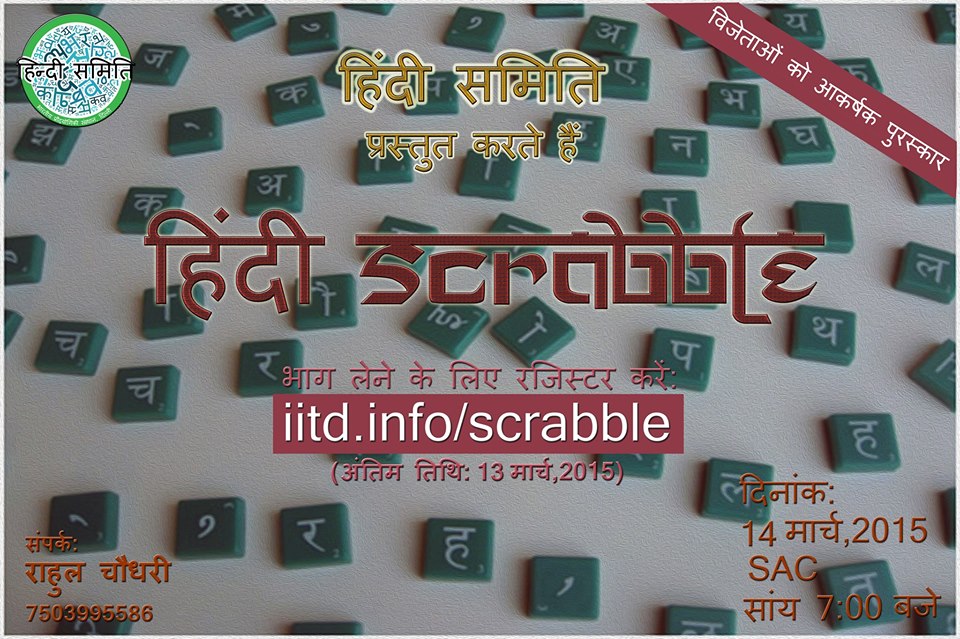 हिन्दी समिति
विजेताओं को आकर्षक पुरस्कार
हिंदी समिति
प्रस्तुत करते हैं
हिंदी scrabble
भाग लेने के लिए रजिस्टर करें:
iitd.info/scrabble
(अंतिम तिथि: 13 मार्च,2015)
संपर्क:
राहुल चौधरी
7503995586
दिनांक:
14 मार्च,2015
SAC
सांय 7:00 बजे